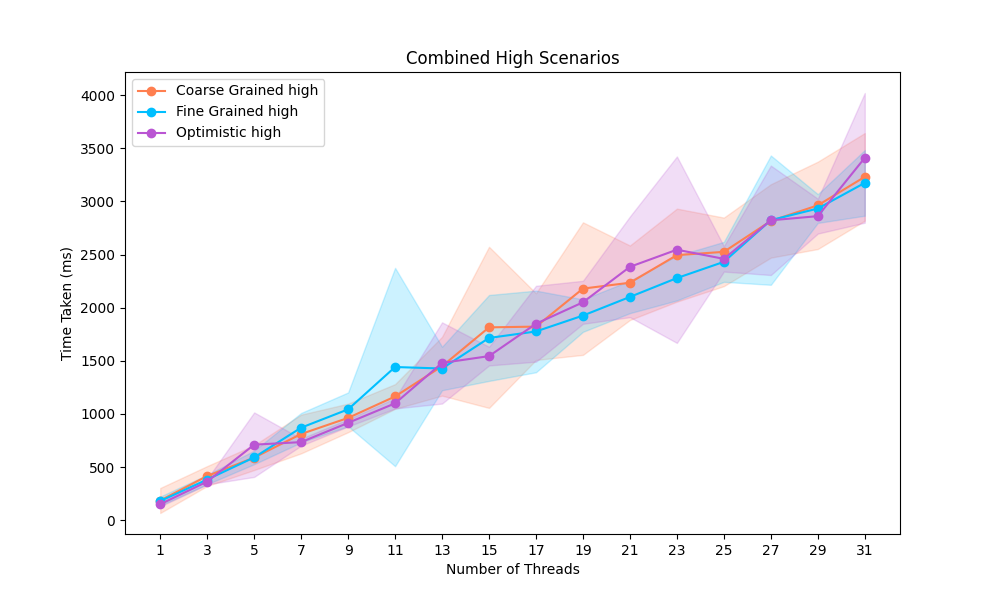 Combined High Scenarios
Coarse Grained high
Fine Grained high
Optimistic high
Time Taken (ms)
4000
3500
3000
2500
2000
1500
1000
500
0
1 3 5 7 9 11 13 15 17 19 21 23 25 27 29 31
Number of Threads